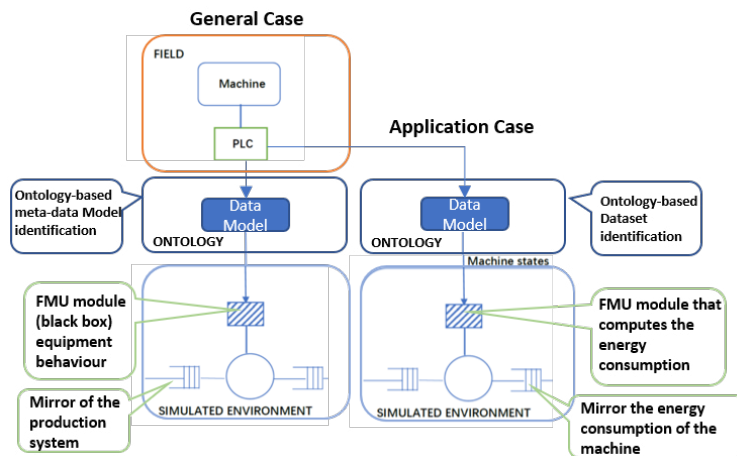 General Case
FIELD
Machine
PLC
Application Case
Ontology-based
meta-data Model
identification
Data
Model
ONTOLOGY
Data
Model
ONTOLOGY
Ontology-based
Dataset
identification
Machine states
FMU module
(black box)
equipment
behaviour
FMU module that
computes the
energy
consumption
Mirror of the
production
system
SIMULATED ENVIRONMENT
SIMULATED ENVIRONMENT
Mirror the energy
consumption of the
machine